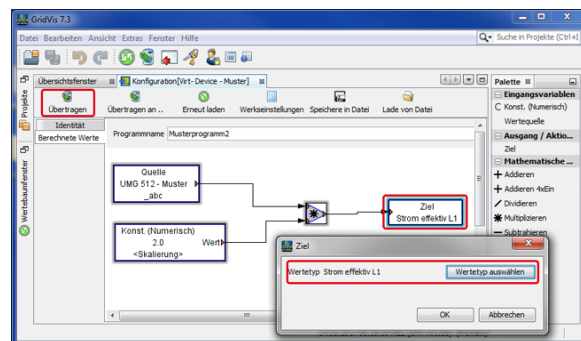 GridVis 7.3
Datei Bearbeiten Ansicht Extras Fenster Hilfe
Suche in Projekte (Ctrl+I
Übersichtsfenster
Konfiguration[Virt- Device - Muster]
Palette
Projekte
Wertebaumfenster
Übertragen
Übertragen an ..
Erneut laden
Werkseinstellungen
Speichere in Datei
Lade von Datei
Identität
Berechnete Werte
Programmname
Musterprogramm2
Eingangsvariablen
C Konst. (Numerisch)
Wertequelle
Ausgang / Aktio...
Ziel
Mathematische ...
Addieren
Addieren 4xEin
Dividieren
Multiplizieren
Subtrahieren
Quelle
UMG 512 - Muster
_abc
Konst. (Numerisch)
2.0
Wert
<Skalierung>
Ziel
Strom effektiv L1
Ziel
Wertetyp Strom effektiv L1
Wertetyp auswählen
OK
Abbrechen